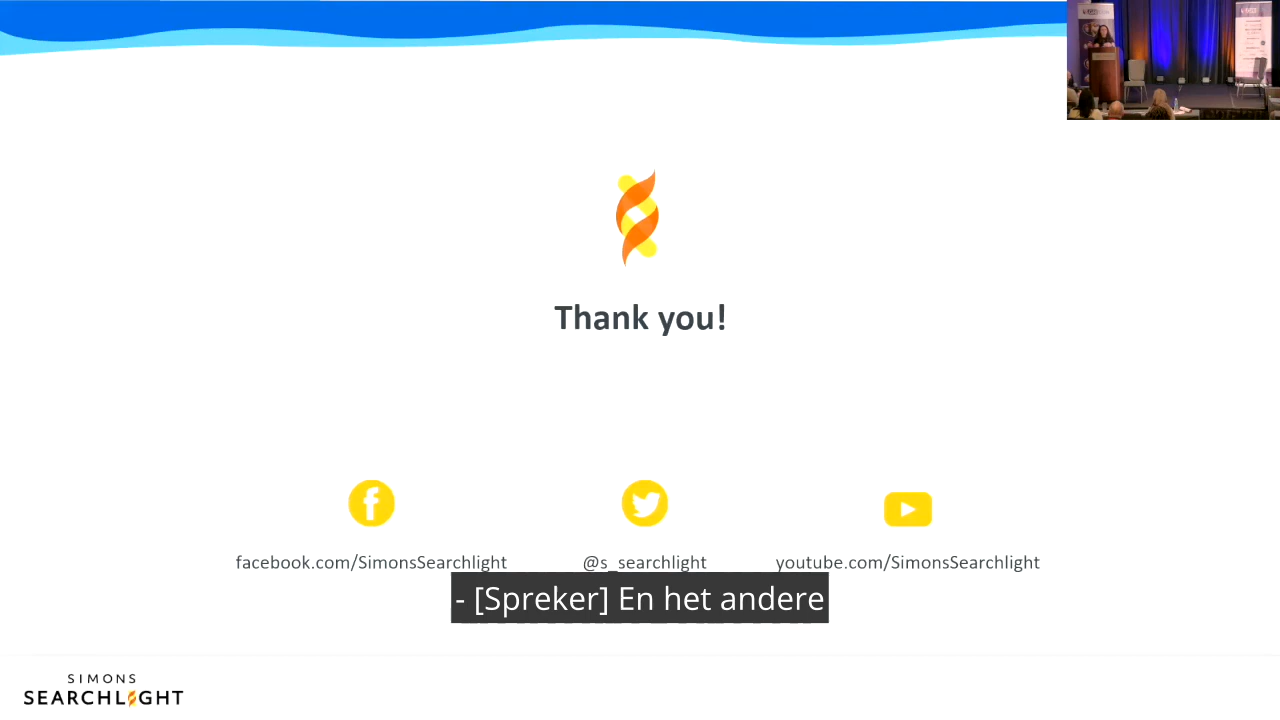 Thank you!
facebook.com/SimonsSearchlight
@s_searchlight
youtube.com/SimonsSearchlight
- [Spreker] En het andere
SIMONS
SEARCHLIGHT